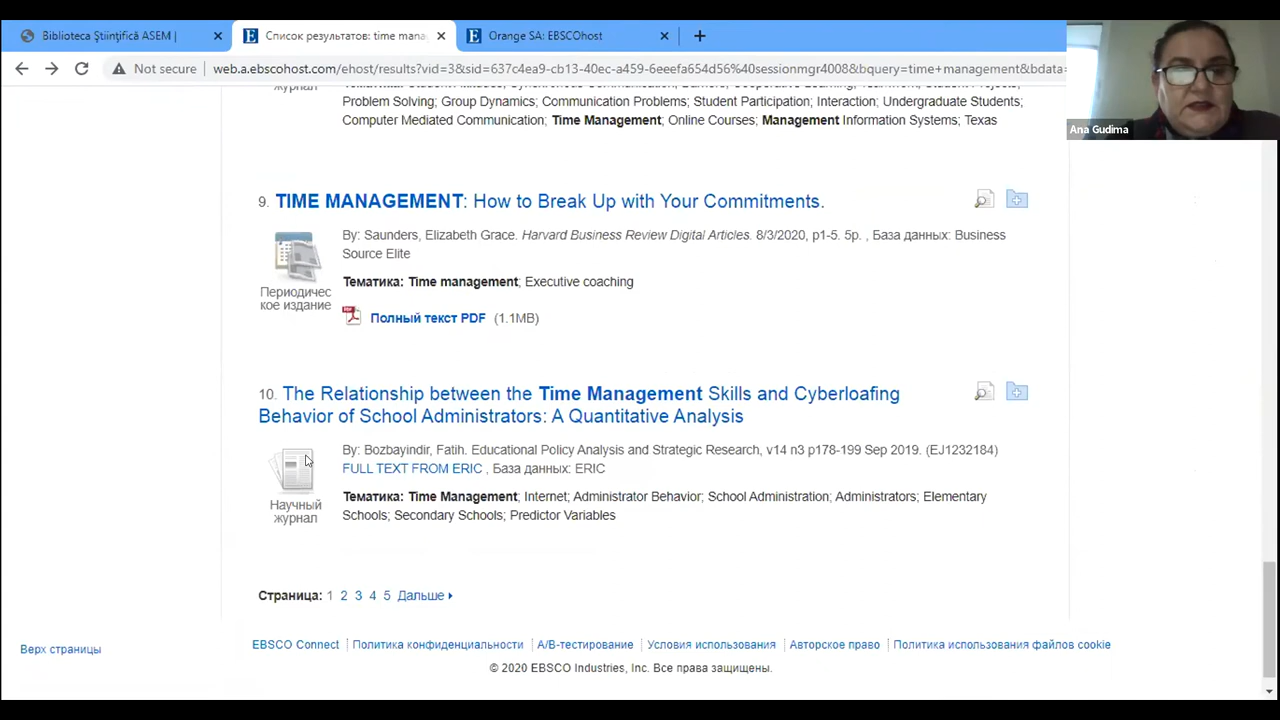 Biblioteca Științifică ASEM |
Список результатов: time mana
Orange SA: EBSCOhost
Not secure
web.a.ebscohost.com/ehost/results?vid=3&sid=637c4ea9-cb13-40ec-a459-6eeefa654d56%40sessionmgr4008&bquery=time+management&bdata=
Ana Gudima
журнал
Problem Solving; Group Dynamics; Communication Problems; Student Participation; Interaction; Undergraduate Students;
Computer Mediated Communication; Time Management; Online Courses; Management Information Systems; Texas
9. TIME MANAGEMENT: How to Break Up with Your Commitments.
By: Saunders, Elizabeth Grace. Harvard Business Review Digital Articles. 8/3/2020, p1-5. 5p. , База данных: Business
Source Elite
Периодичес
кое издание
Тематика: Time management; Executive coaching
Полный текст PDF (1.1MB)
10. The Relationship between the Time Management Skills and Cyberloafing
Behavior of School Administrators: A Quantitative Analysis
By: Bozbayindir, Fatih. Educational Policy Analysis and Strategic Research, v14 n3 p178-199 Sep 2019. (EJ1232184)
FULL TEXT FROM ERIC , База данных: ERIC
Научный
журнал
Тематика: Time Management; Internet; Administrator Behavior; School Administration; Administrators; Elementary
Schools; Secondary Schools; Predictor Variables
Страница: 1 2 3 4 5 Дальше
Верх страницы
EBSCO Connect
Политика конфиденциальности
A/B-тестирование
Условия использования
Авторское право
Политика использования файлов cookie
© 2020 EBSCO Industries, Inc. Все права защищены.